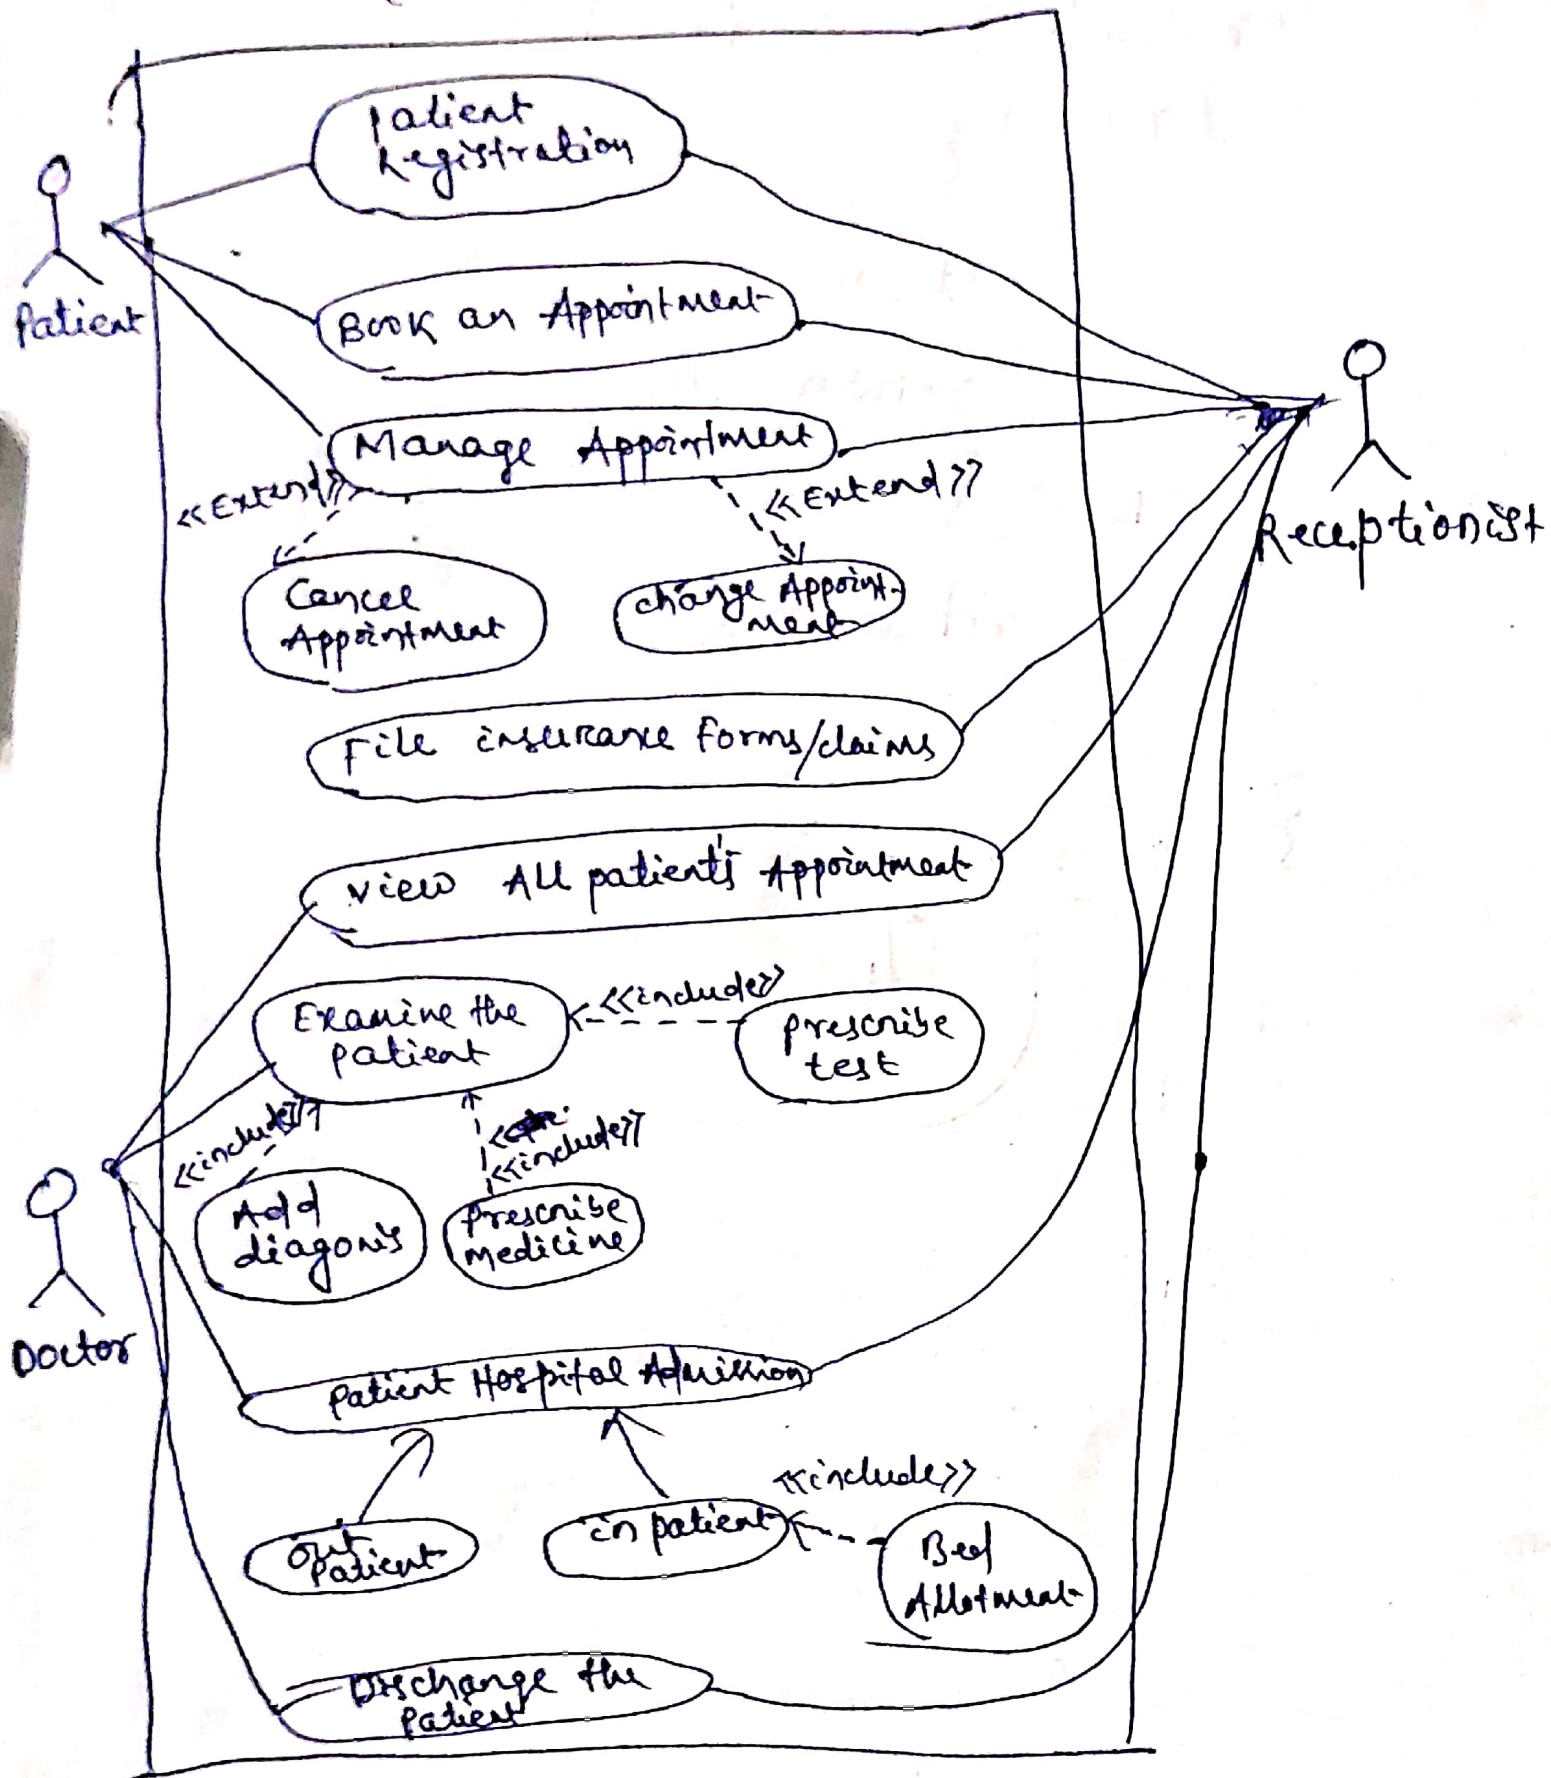 Patient
Registration
Patient
Book an Appointment
Manage Appointment
<<Extend>>
<<Extend>>
Receptionist
Cancel
Appointment
change Appoint-
ment
File insurance forms/claims
view All patient's Appointment
Examine the
patient
<<include>>
prescribe
test
<<include>>
<<include>>
Add
diagonis
prescribe
medicine
Doctor
Patient Hospital Admission
<<include>>
out
Patient
in patient
Bed
Allotment
Discharge the
Patient